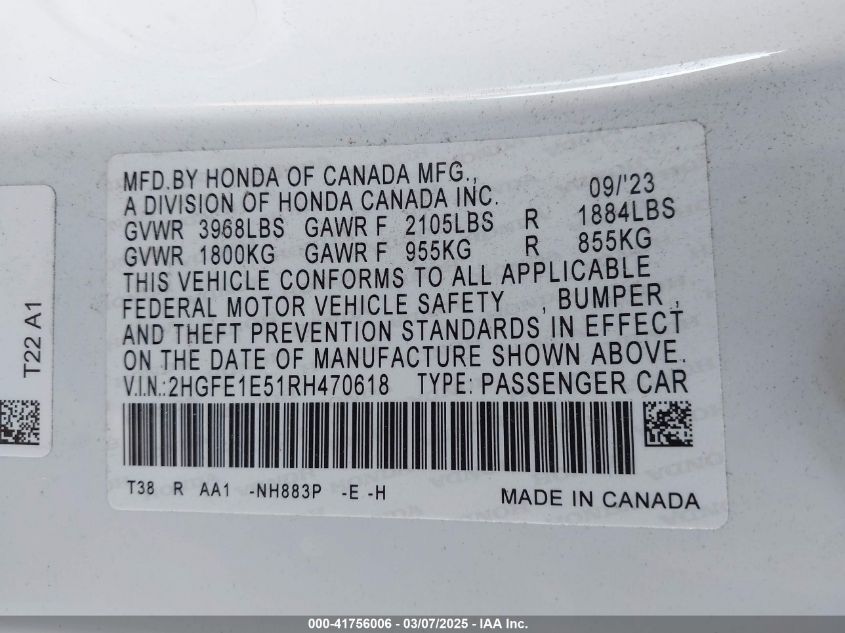 MFD.BY HONDA OF CANADA MFG., 09/'23
A DIVISION OF HONDA CANADA INC.
GVWR 3968LBS GAWR F 2105LBS R 1884LBS
GVWR 1800KG GAWR F 955KG R 855KG
THIS VEHICLE CONFORMS TO ALL APPLICABLE
FEDERAL MOTOR VEHICLE SAFETY , BUMPER ,
AND THEFT PREVENTION STANDARDS IN EFFECT
ON THE DATE OF MANUFACTURE SHOWN ABOVE.
V.I.N.:2HGFE1E51RH470618 TYPE: PASSENGER CAR
T38 R AA1 -NH883P -E -H MADE IN CANADA
T22 A1
000-41756006 — 03/07/2025 - IAA Inc.